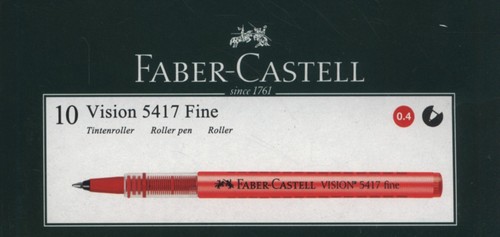 FABER-CASTELL
since 1761
10 Vision 5417 Fine
Tintenroller Roller pen Roller
0.4
FABER-CASTELL VISION® 5417 fine